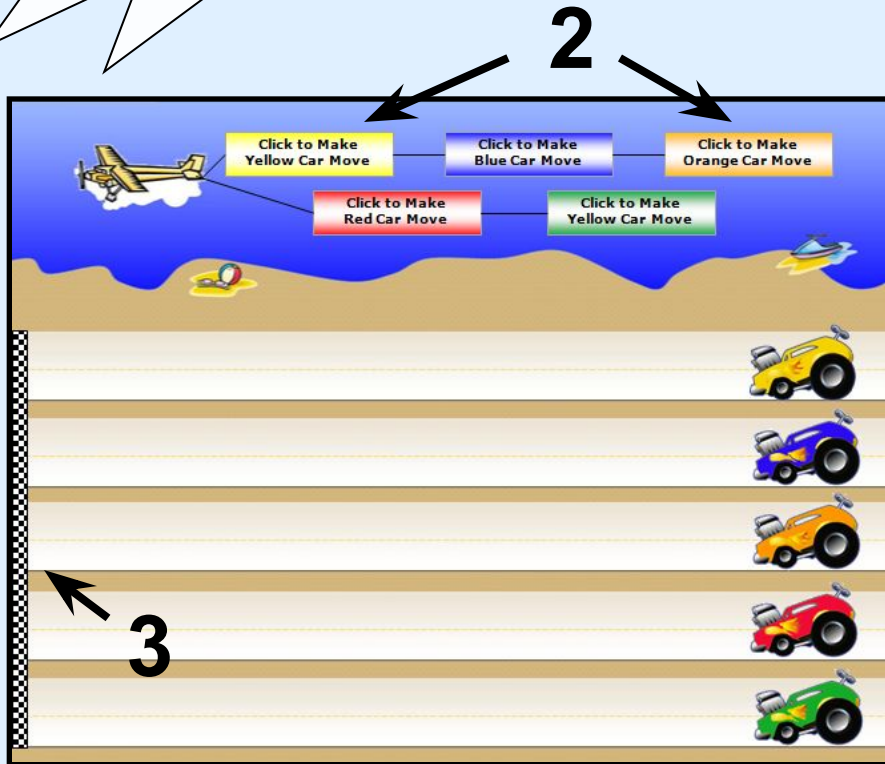 2
Click to Make
Yellow Car Move
Click to Make
Blue Car Move
Click to Make
Orange Car Move
Click to Make
Red Car Move
Click to Make
Yellow Car Move
3